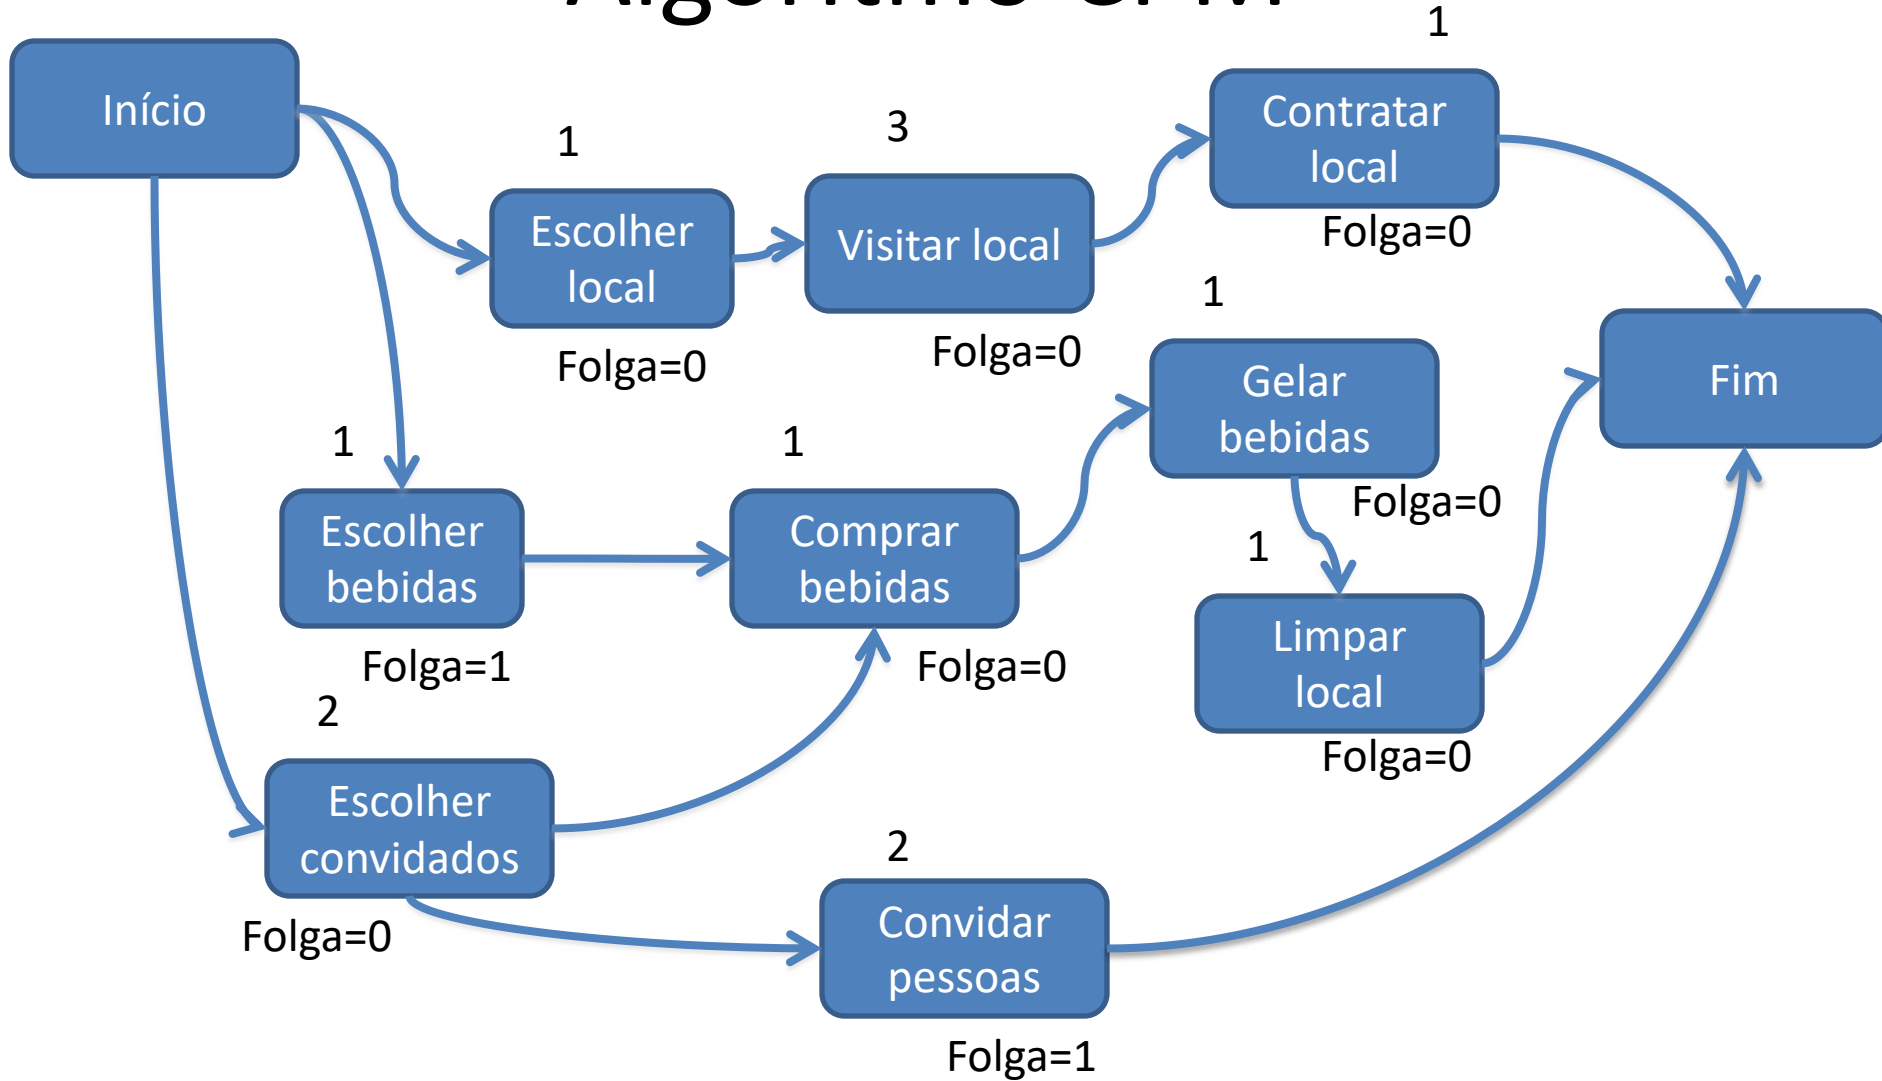 1
Início
1
3
Contratar
local
Folga=0
Escolher
local
Folga=0
Visitar local
Folga=0
1
Gelar
bebidas
Folga=0
Fim
1
Escolher
bebidas
Folga=1
1
Comprar
bebidas
Folga=0
1
Limpar
local
Folga=0
2
Escolher
convidados
Folga=0
2
Convidar
pessoas
Folga=1